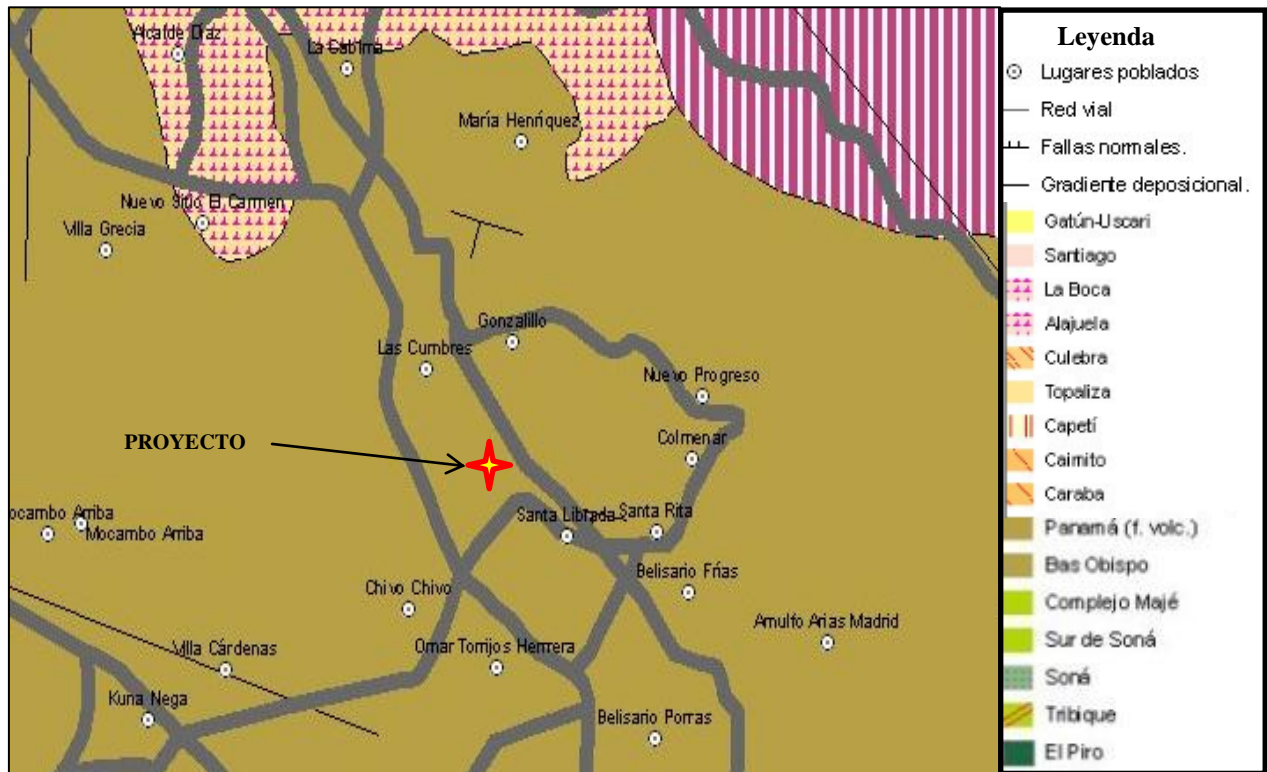 Alcalde Díaz
La Cabima
María Henríquez
Nuevo Sitio El Carmen
Villa Grecia
Gonzalillo
Las Cumbres
Nuevo Progreso
PROYECTO
Colmenar
ocambo Arriba
Mocambo Arriba
Santa Librada
Santa Rita
Chivo Chivo
Belisario Frías
Arnulfo Arias Madrid
Villa Cárdenas
Omar Torrijos Herrrera
Kuna Nega
Belisario Porras
Leyenda
Lugares poblados
Red vial
Fallas normales.
Gradiente deposicional.
Gatún-Uscari
Santiago
La Boca
Alajuela
Culebra
Topaliza
Capetí
Caimito
Caraba
Panamá (f. volc.)
Bas Obispo
Complejo Majé
Sur de Soná
Soná
Tribique
El Piro